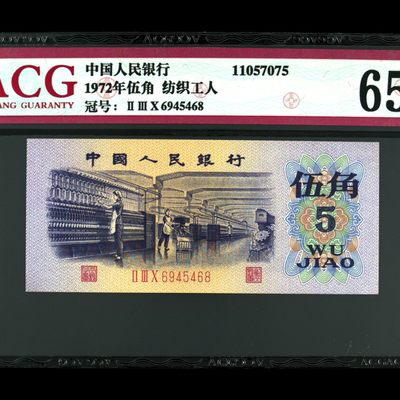 ACG
ANG GUARANTY
中国人民银行
1972年伍角 纺织工人
冠号: II III X 6945468
11057075
65
中國人民銀行
伍角
5
WU
JIAO
II III X 6945468